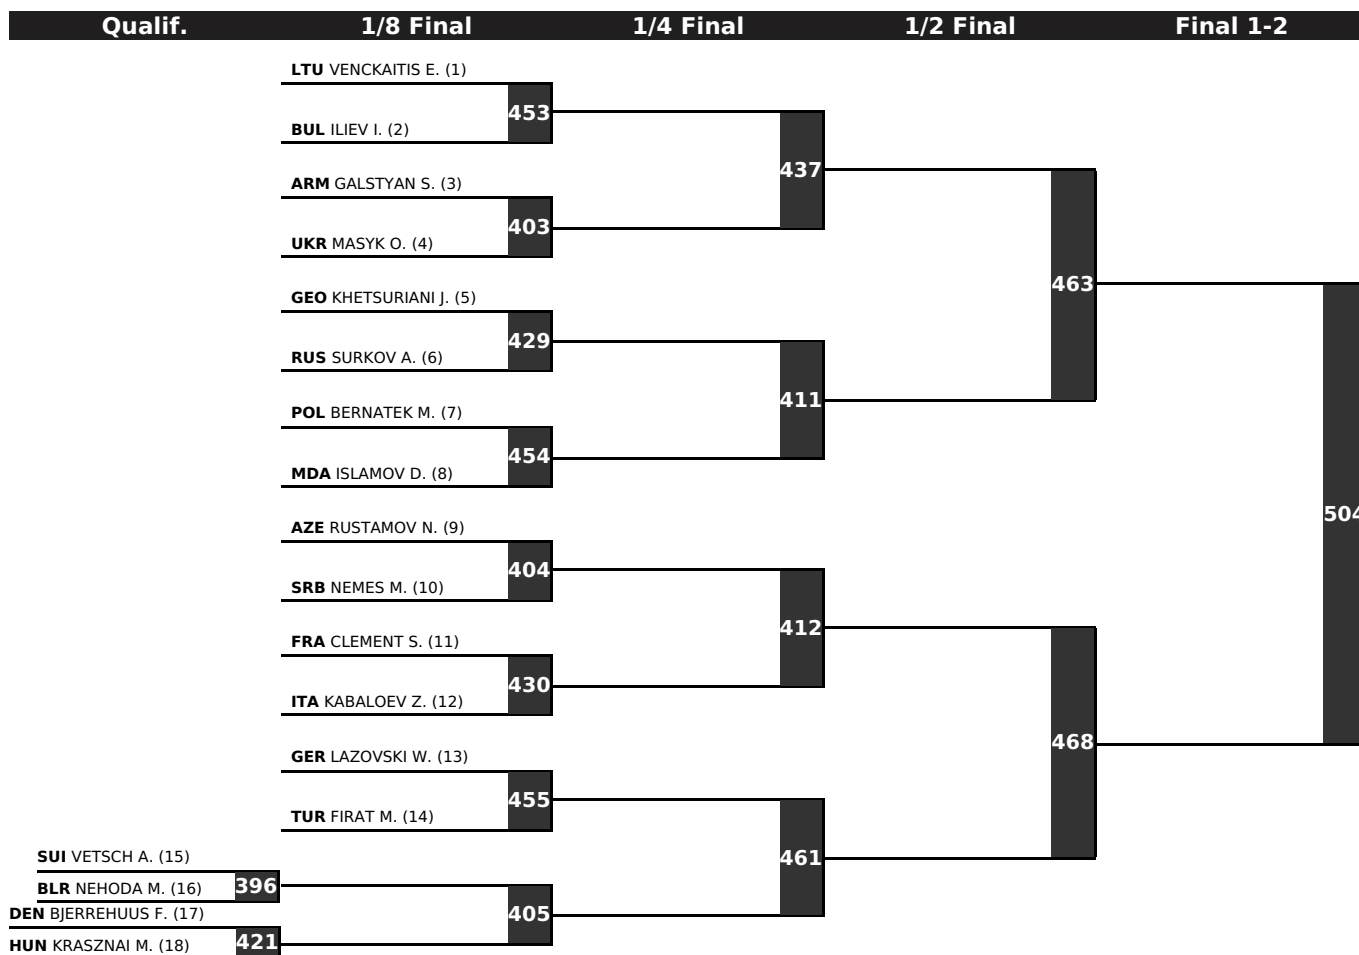 Qualif. 1/8 Final 1/4 Final 1/2 Final Final 1-2
LTU VENCKAITIS E. (1)
453
BUL ILIEV I. (2)
437
ARM GALSTYAN S. (3)
403
UKR MASYK O. (4)
463
GEO KHETSURIANI J. (5)
429
RUS SURKOV A. (6)
411
POL BERNATEK M. (7)
454
MDA ISLAMOV D. (8)
504
AZE RUSTAMOV N. (9)
404
SRB NEMES M. (10)
412
FRA CLEMENT S. (11)
430
ITA KABALOEV Z. (12)
468
GER LAZOVSKI W. (13)
455
TUR FIRAT M. (14)
SUI VETSCH A. (15)
461
BLR NEHODA M. (16) 396
DEN BJERREHUUS F. (17)
405
HUN KRASZNAI M. (18) 421